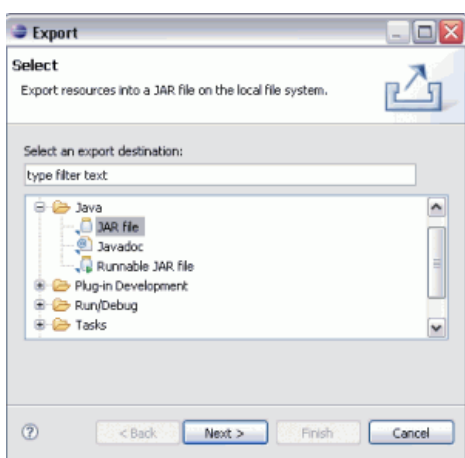 Export
Select
Export resources into a JAR file on the local file system.
Select an export destination:
type filter text
Java
JAR file
Javadoc
Runnable JAR file
Plug-in Development
Run/Debug
Tasks
? < Back Next > Finish Cancel